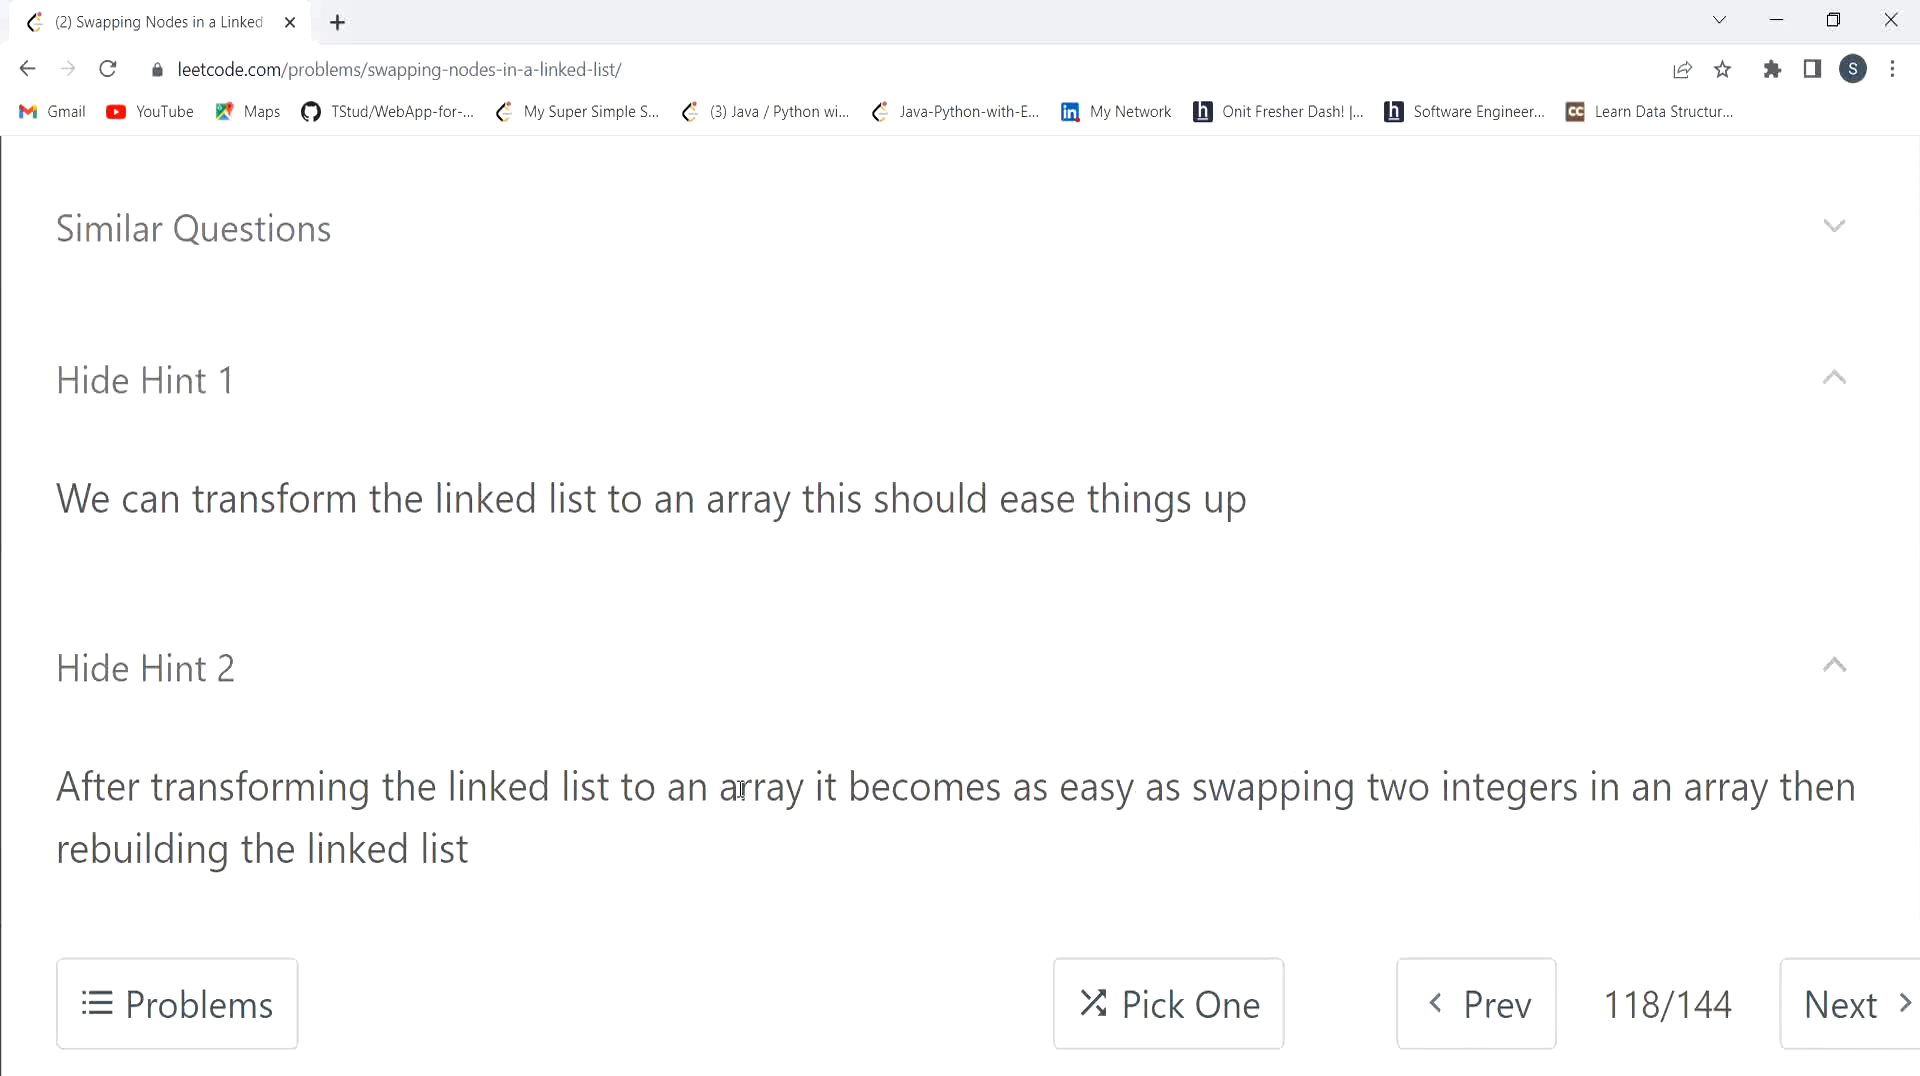 (2) Swapping Nodes in a Linked
leetcode.com/problems/swapping-nodes-in-a-linked-list/
S
Gmail YouTube Maps TStud/WebApp-for-... My Super Simple S... (3) Java / Python wi... Java-Python-with-E... My Network Onit Fresher Dash! |... Software Engineer... Learn Data Structur...
Similar Questions
Hide Hint 1
We can transform the linked list to an array this should ease things up
Hide Hint 2
After transforming the linked list to an array it becomes as easy as swapping two integers in an array then
rebuilding the linked list
Problems Pick One Prev 118/144 Next